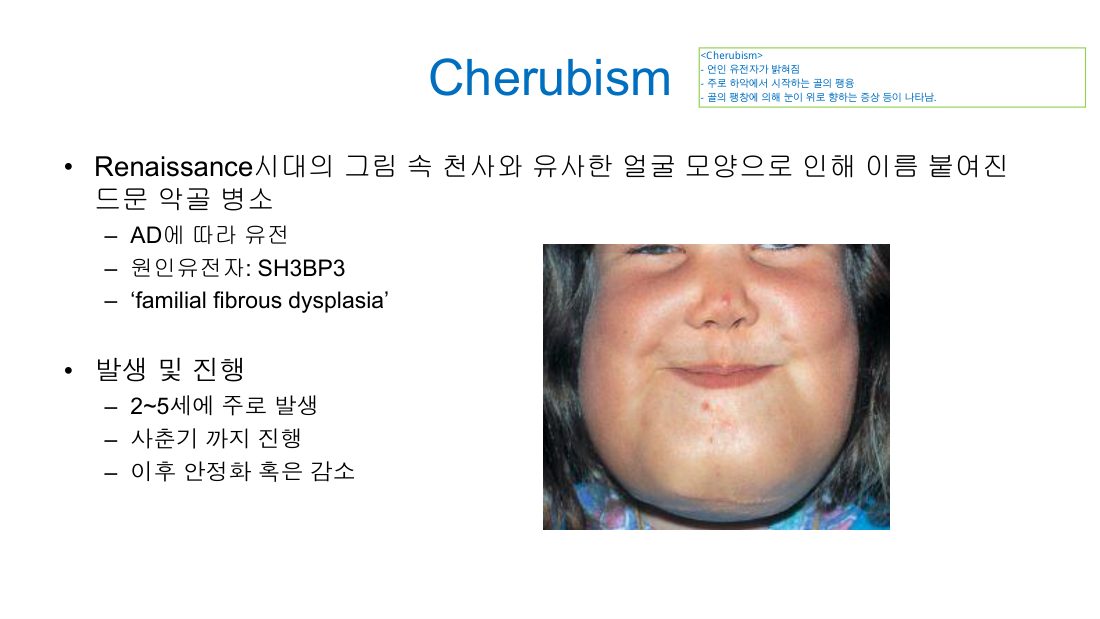 Cherubism
<Cherubism>
- 언인 유전자가 밝혀짐
- 주로 하악에서 시작하는 골의 팽융
- 골의 팽창에 의해 눈이 위로 향하는 증상 등이 나타남.
• Renaissance시대의 그림 속 천사와 유사한 얼굴 모양으로 인해 이름 붙여진
드문 악골 병소
– AD에 따라 유전
– 원인유전자: SH3BP3
– ‘familial fibrous dysplasia’
• 발생 및 진행
– 2~5세에 주로 발생
– 사춘기 까지 진행
– 이후 안정화 혹은 감소